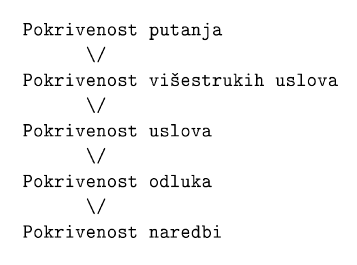 Pokrivenost putanja
\/
Pokrivenost višestrukih uslova
\/
Pokrivenost uslova
\/
Pokrivenost odluka
\/
Pokrivenost naredbi